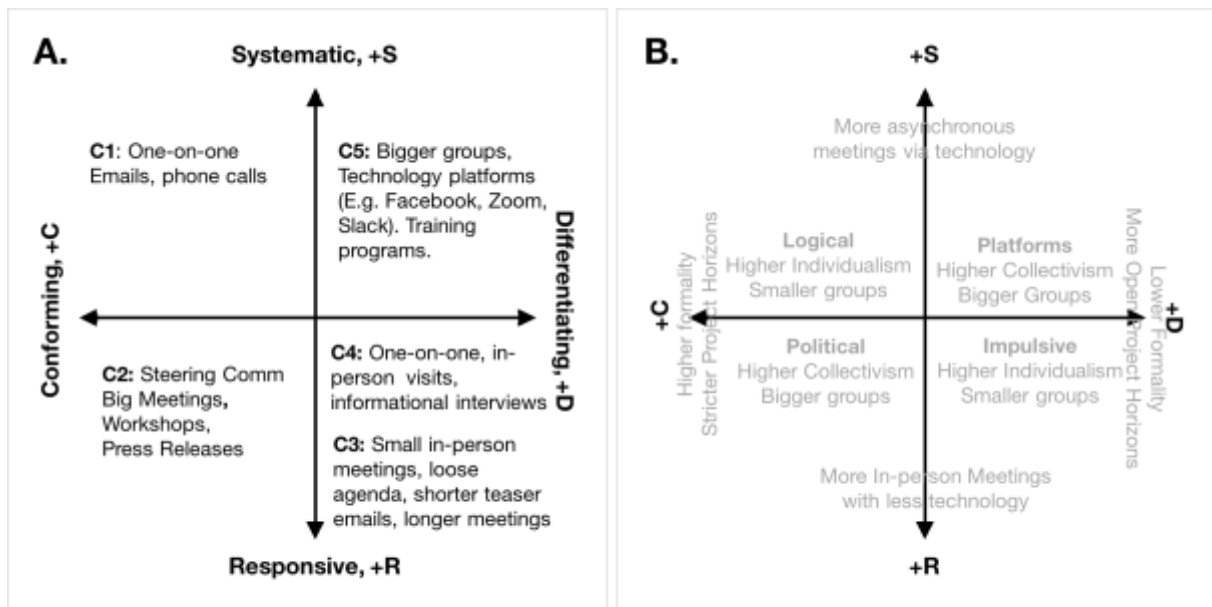 A.
Systematic, +S
C1: One-on-one
Emails, phone calls
C5: Bigger groups,
Technology platforms
(E.g. Facebook, Zoom,
Slack). Training
programs.
Conforming, +C
Differentiating, +D
C2: Steering Comm
Big Meetings,
Workshops,
Press Releases
C4: One-on-one, in-
person visits,
informational interviews
C3: Small in-person
meetings, loose
agenda, shorter teaser
emails, longer meetings
Responsive, +R
B.
+S
More asynchronous
meetings via technology
Logical
Higher Individualism
Smaller groups
Platforms
Higher Collectivism
Bigger Groups
+C
Higher formality
Stricter Project Horizons
More Open Project Horizons
Lower Formality
+D
Political
Higher Collectivism
Bigger groups
Impulsive
Higher Individualism
Smaller groups
More In-person Meetings
with less technology
+R